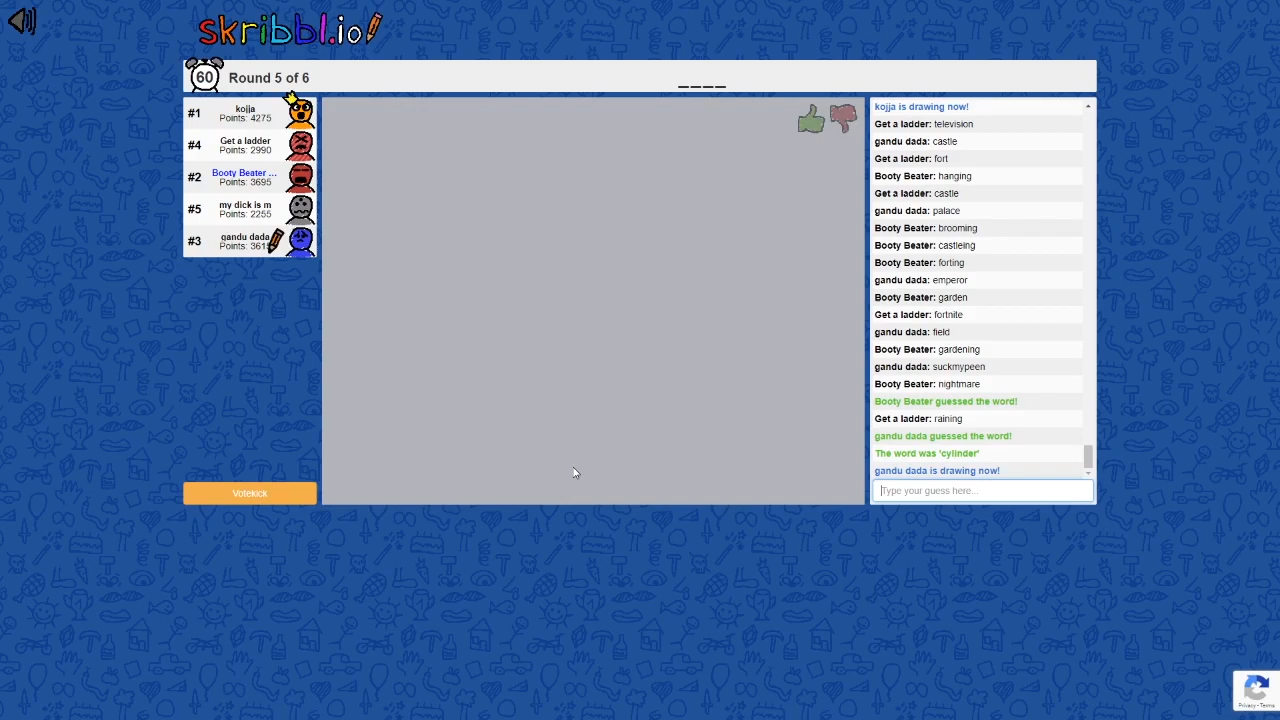 skribbl.io
60
Round 5 of 6
____
#1
kojja
Points: 4275
#4
Get a ladder
Points: 2990
#2
Booty Beater ...
Points: 3695
#5
my dick is m
Points: 2255
#3
gandu dada
Votekick
kojja is drawing now!
Get a ladder: television
gandu dada: castle
Get a ladder: fort
Booty Beater: hanging
Get a ladder: castle
gandu dada: palace
Booty Beater: brooming
Booty Beater: castleing
Booty Beater: forting
gandu dada: emperor
Booty Beater: garden
Get a ladder: fortnite
gandu dada: field
Booty Beater: gardening
gandu dada: suckmypeen
Booty Beater: nightmare
Booty Beater guessed the word!
Get a ladder: raining
gandu dada guessed the word!
The word was 'cylinder'
gandu dada is drawing now!
Type your guess here...
Privacy - Terms